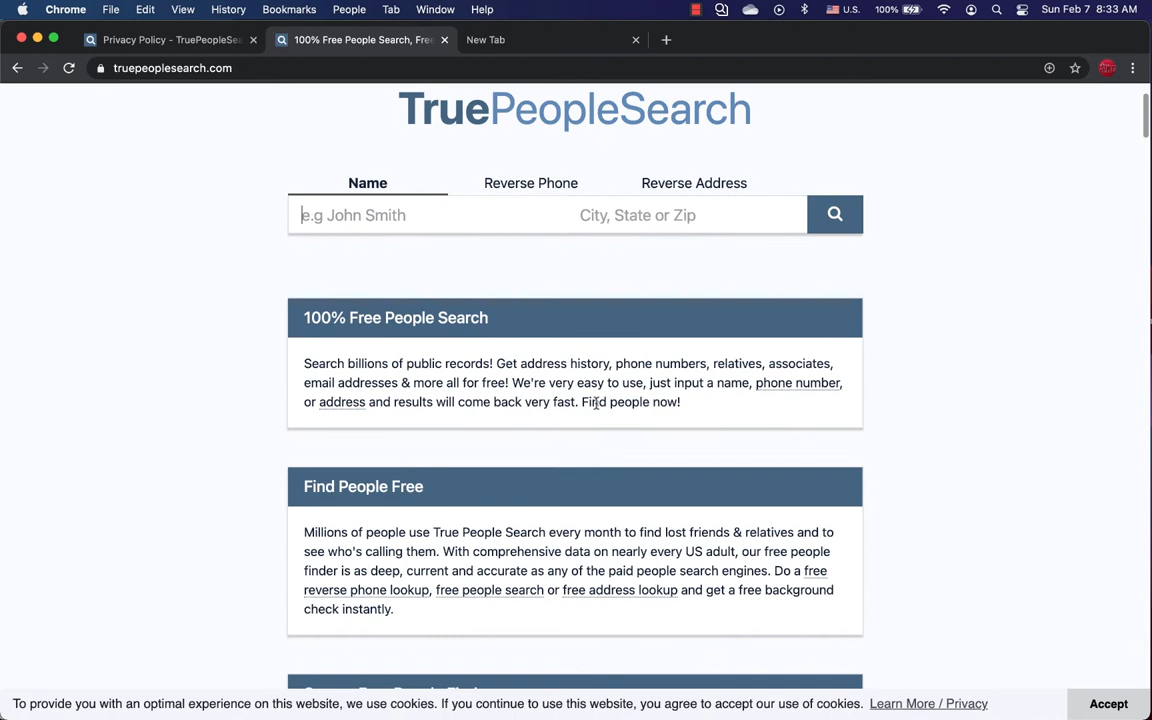 Chrome File Edit View History Bookmarks People Tab Window Help U.S. 100% Sun Feb 7 8:33 AM
Privacy Policy - TruePeopleSea 100% Free People Search, Free New Tab
truepeoplesearch.com
TruePeopleSearch
Name Reverse Phone Reverse Address
e.g John Smith City, State or Zip
100% Free People Search
Search billions of public records! Get address history, phone numbers, relatives, associates,
email addresses & more all for free! We're very easy to use, just input a name, phone number,
or address and results will come back very fast. Find people now!
Find People Free
Millions of people use True People Search every month to find lost friends & relatives and to
see who's calling them. With comprehensive data on nearly every US adult, our free people
finder is as deep, current and accurate as any of the paid people search engines. Do a free
reverse phone lookup, free people search or free address lookup and get a free background
check instantly.
To provide you with an optimal experience on this website, we use cookies. If you continue to use this website, you agree to accept our use of cookies. Learn More / Privacy Accept